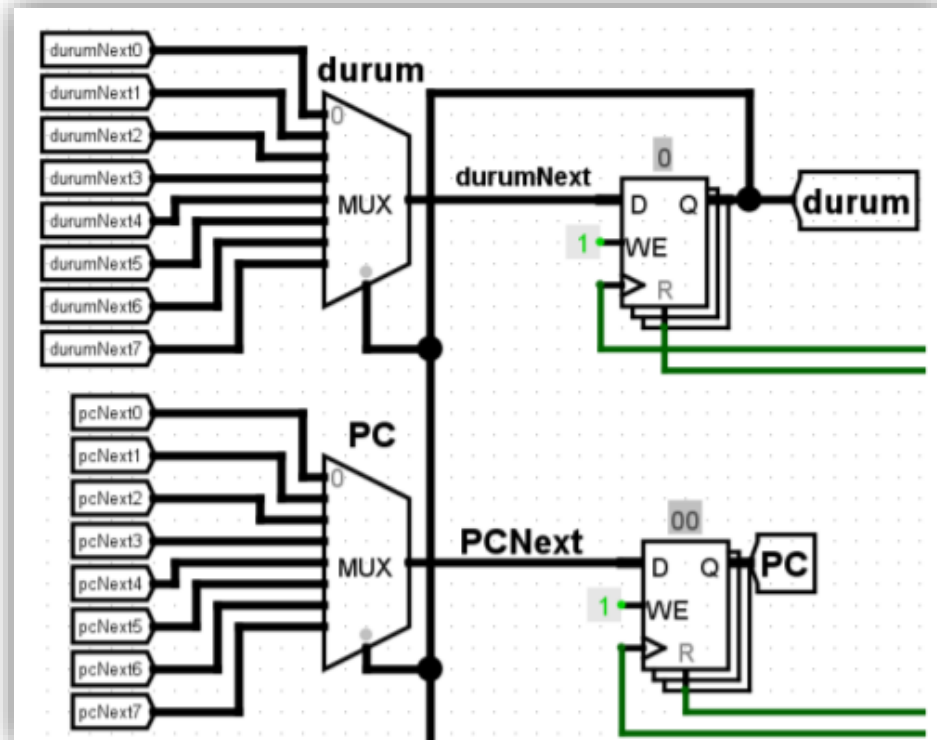 durumNext0
durumNext1
durumNext2
durumNext3
durumNext4
durumNext5
durumNext6
durumNext7
durum
0
MUX
durumNext
0
D Q
WE
R
1
durum
pcNext0
pcNext1
pcNext2
pcNext3
pcNext4
pcNext5
pcNext6
pcNext7
PC
0
MUX
PCNext
00
D Q
WE
R
1
PC